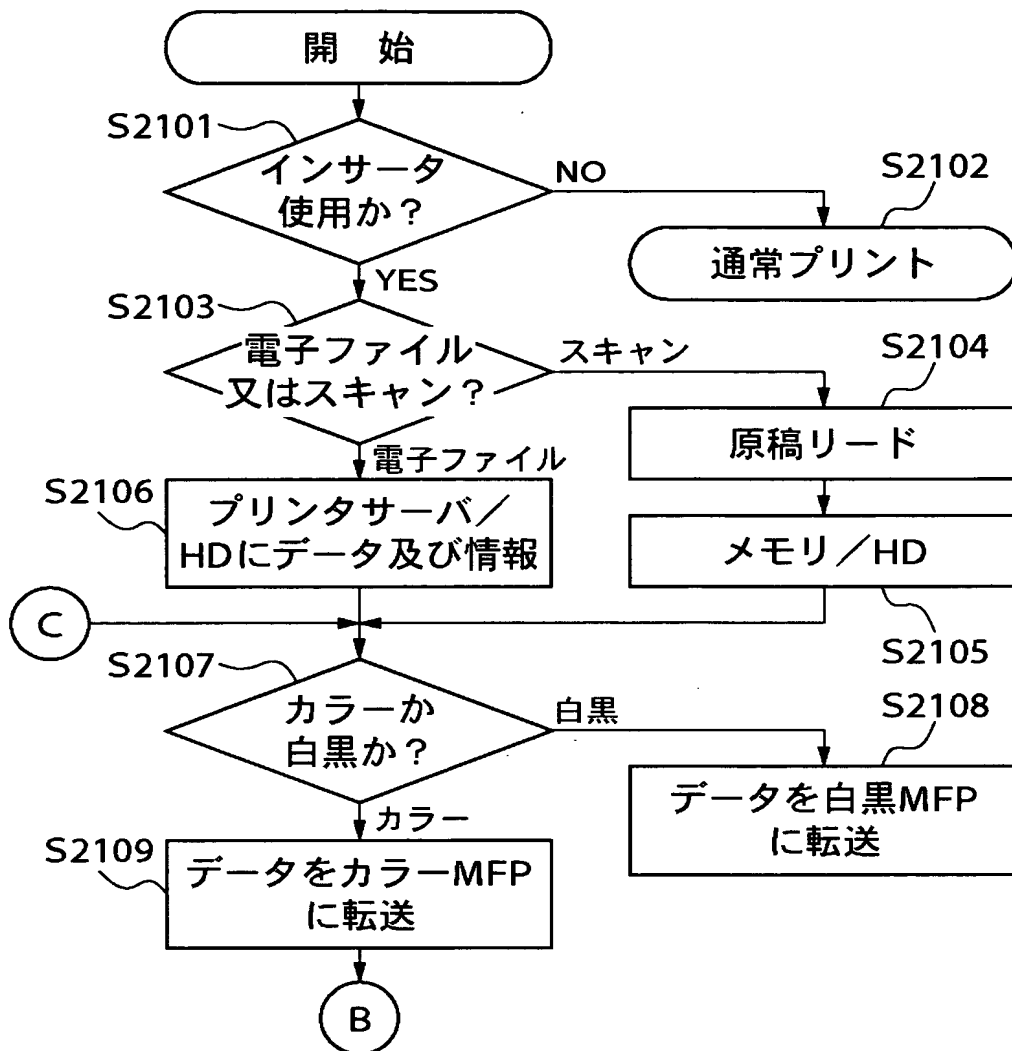 開 始
S2101
インサータ
使用か？
NO
S2102
通常プリント
YES
S2103
電子ファイル
又はスキャン？
スキャン
S2104
原稿リード
電子ファイル
S2106
プリンタサーバ／
HDにデータ及び情報
メモリ／HD
S2105
C
S2107
カラーか
白黒か？
白黒
S2108
データを白黒MFP
に転送
カラー
S2109
データをカラーMFP
に転送
B